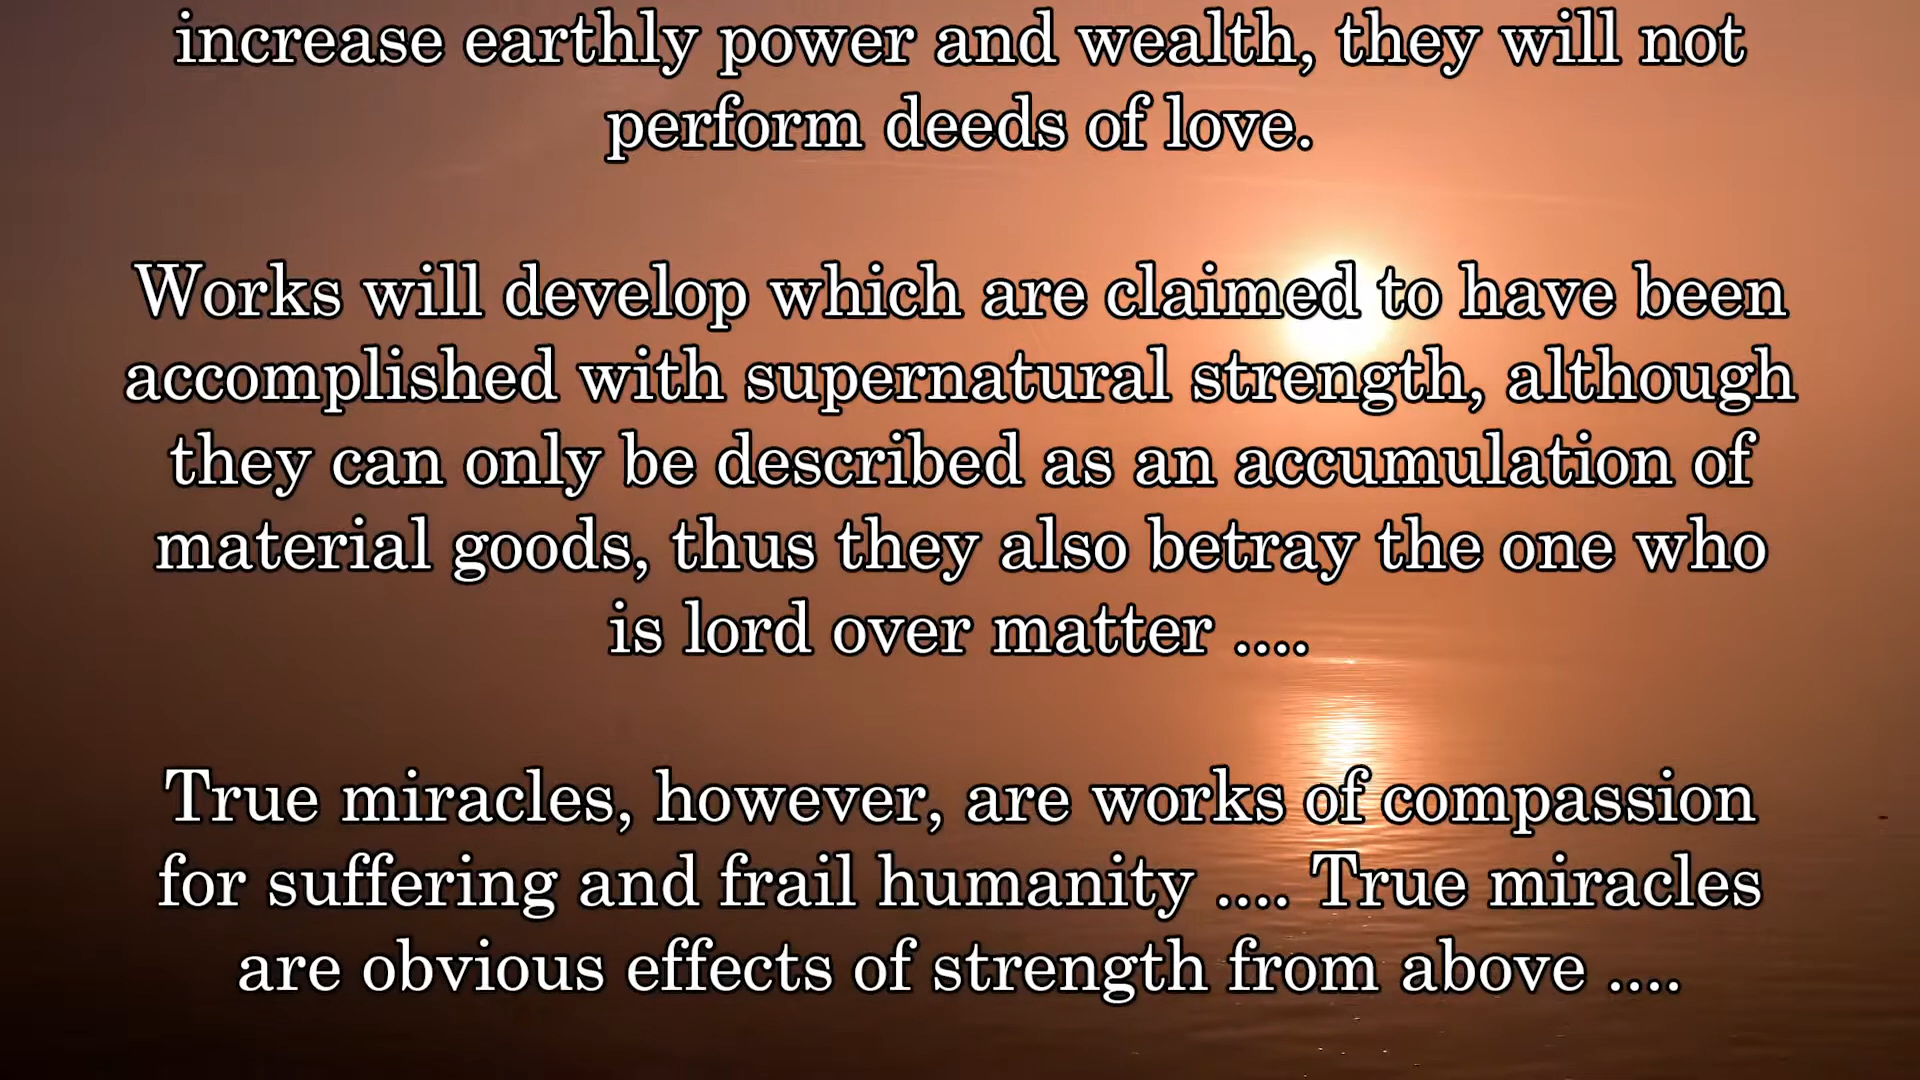 increase earthly power and wealth, they will not
perform deeds of love.
Works will develop which are claimed to have been
accomplished with supernatural strength, although
they can only be described as an accumulation of
material goods, thus they also betray the one who
is lord over matter ....
True miracles, however, are works of compassion
for suffering and frail humanity .... True miracles
are obvious effects of strength from above ....